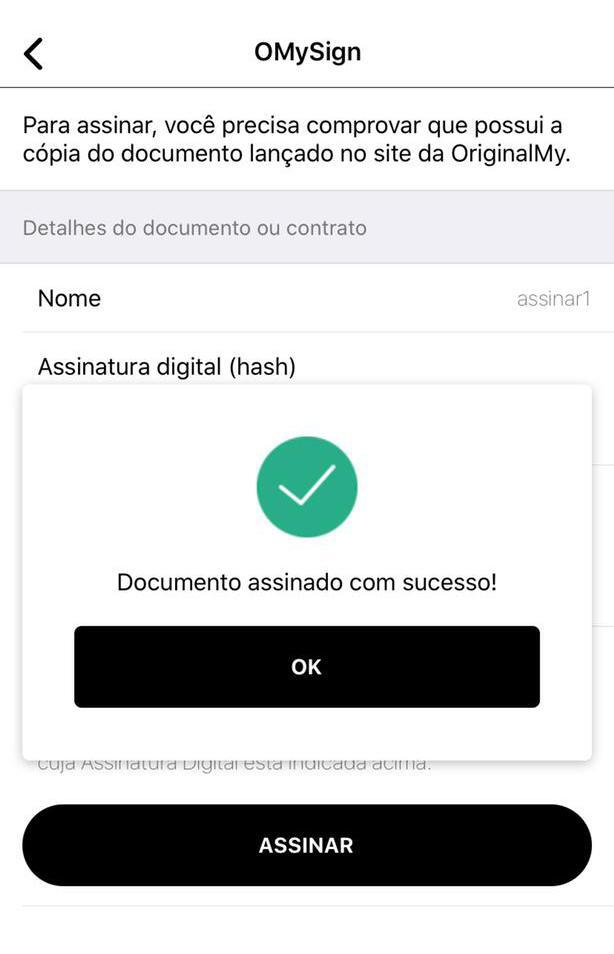 OMySign
Para assinar, você precisa comprovar que possui a
cópia do documento lançado no site da OriginalMy.
Detalhes do documento ou contrato
Nome assinar1
Assinatura digital (hash)
Documento assinado com sucesso!
OK
cuja Assinatura Digital está indicada acima.
ASSINAR